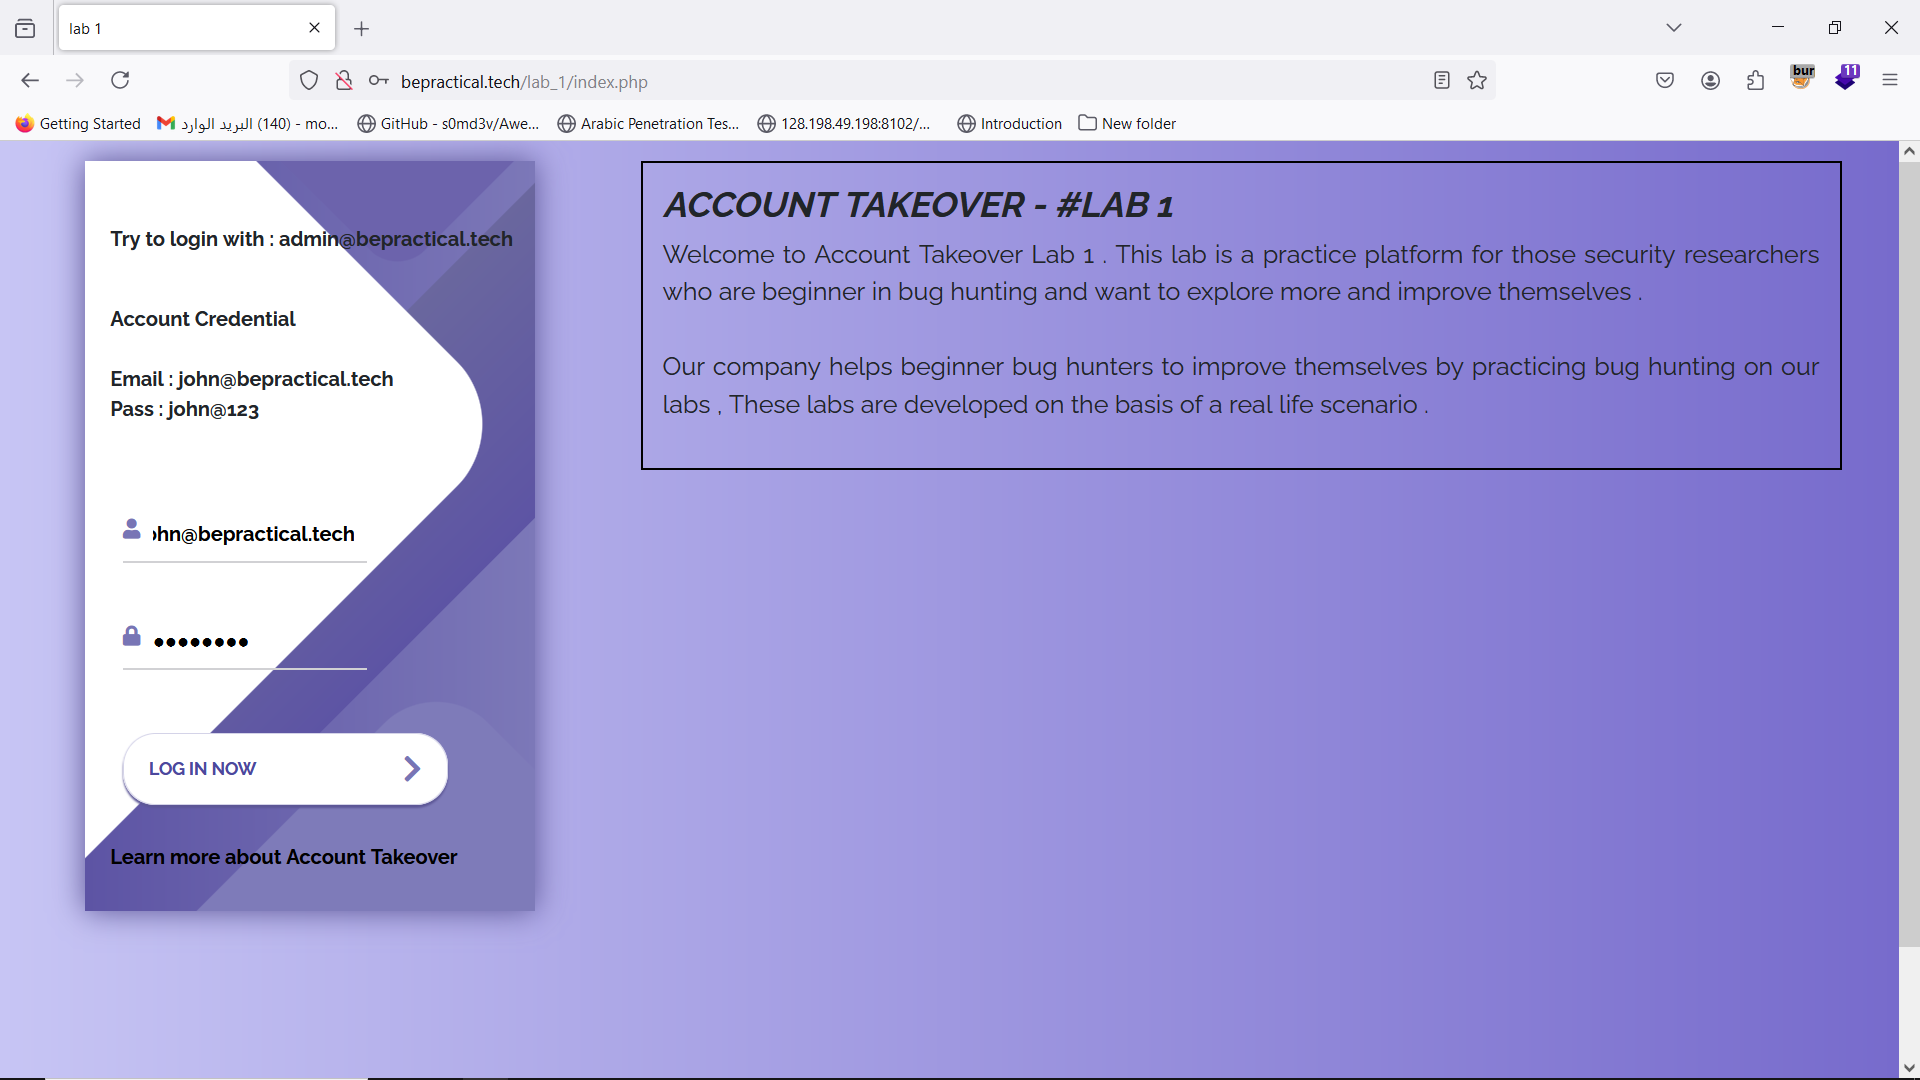 lab 1
bepractical.tech/lab_1/index.php
bur
11
Getting Started
البريد الوارد (140) - mo...
GitHub - s0md3v/Awe...
Arabic Penetration Tes...
128.198.49.198:8102/...
Introduction
New folder
Try to login with : admin@bepractical.tech
Account Credential
Email : john@bepractical.tech
Pass : john@123
ohn@bepractical.tech
LOG IN NOW
Learn more about Account Takeover
ACCOUNT TAKEOVER - #LAB 1
Welcome to Account Takeover Lab 1 . This lab is a practice platform for those security researchers
who are beginner in bug hunting and want to explore more and improve themselves .
Our company helps beginner bug hunters to improve themselves by practicing bug hunting on our
labs , These labs are developed on the basis of a real life scenario .